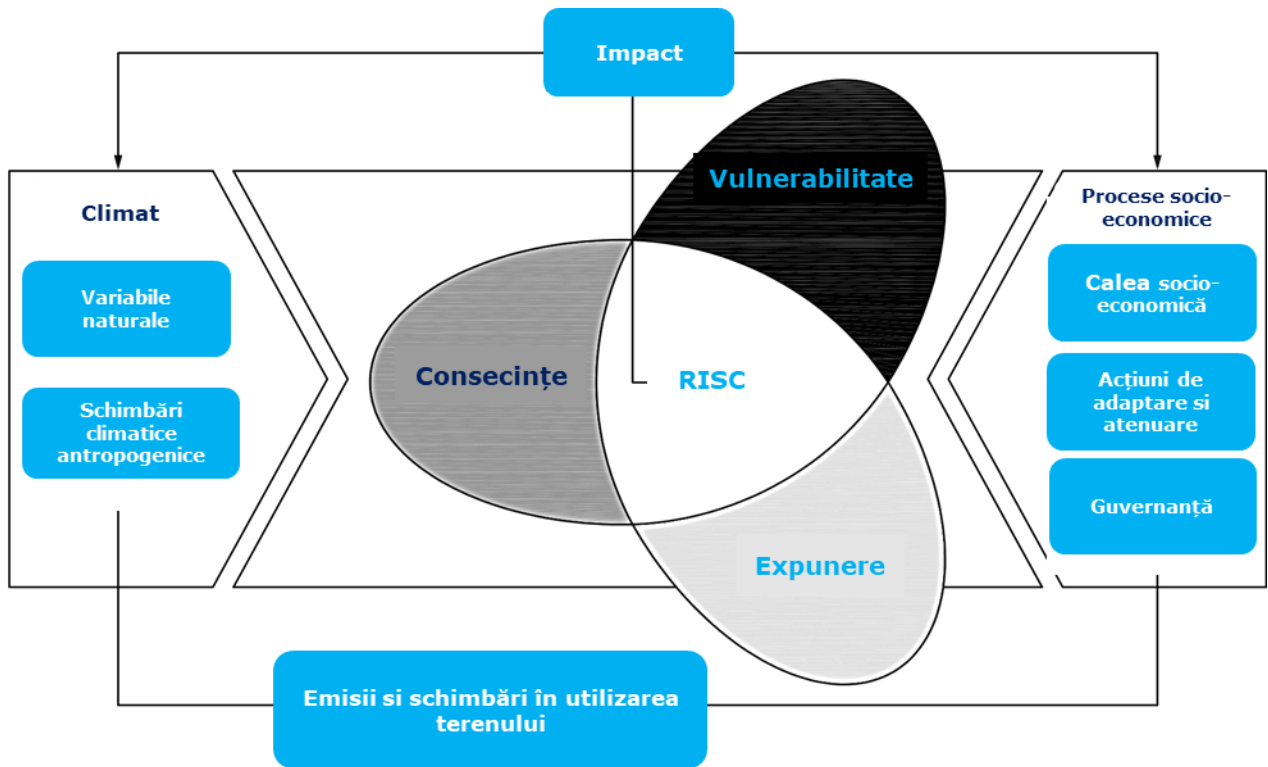 Impact
Vulnerabilitate
Climat
Variabile
naturale
Schimbări
climatice
antropogenice
Consecințe
RISC
Expunere
Procese socio-
economice
Calea socio-
economică
Acțiuni de
adaptare si
atenuare
Guvernanță
Emisii si schimbări în utilizarea
terenului